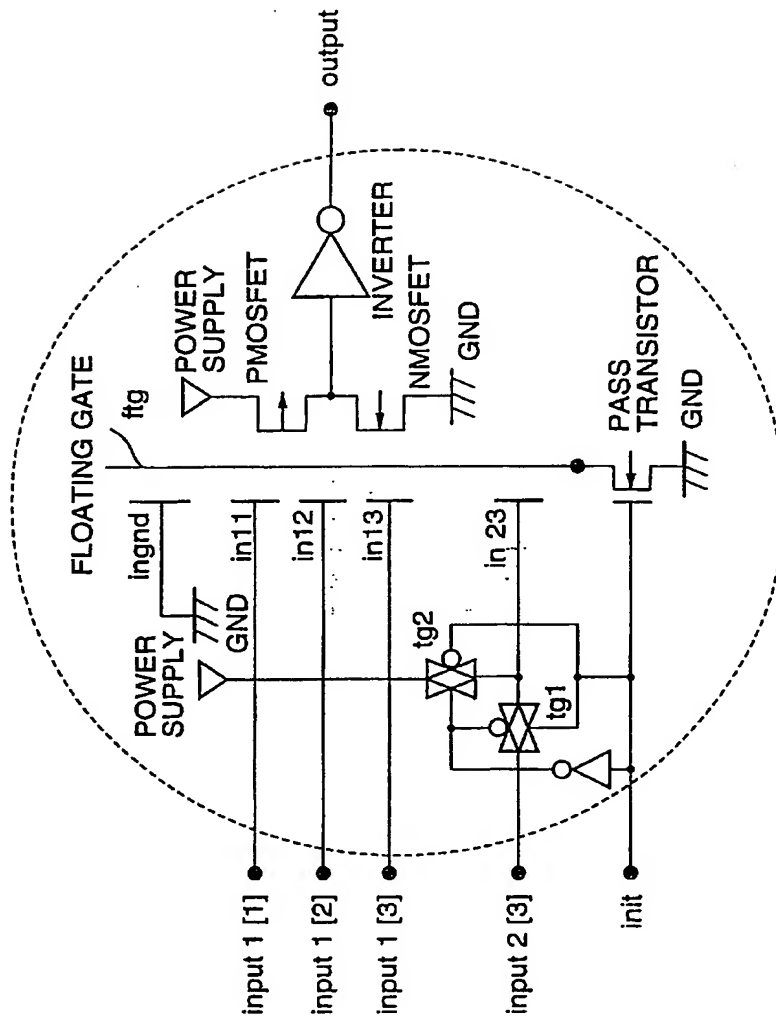 FLOATING GATE
ftg
POWER
SUPPLY
PMOSFET
output
INVERTER
NMOSFET
GND
ingnd
GND
POWER
SUPPLY
in11
in12
in13
in 23
tg2
tg1
PASS
TRANSISTOR
GND
input 1 [1]
input 1 [2]
input 1 [3]
input 2 [3]
init